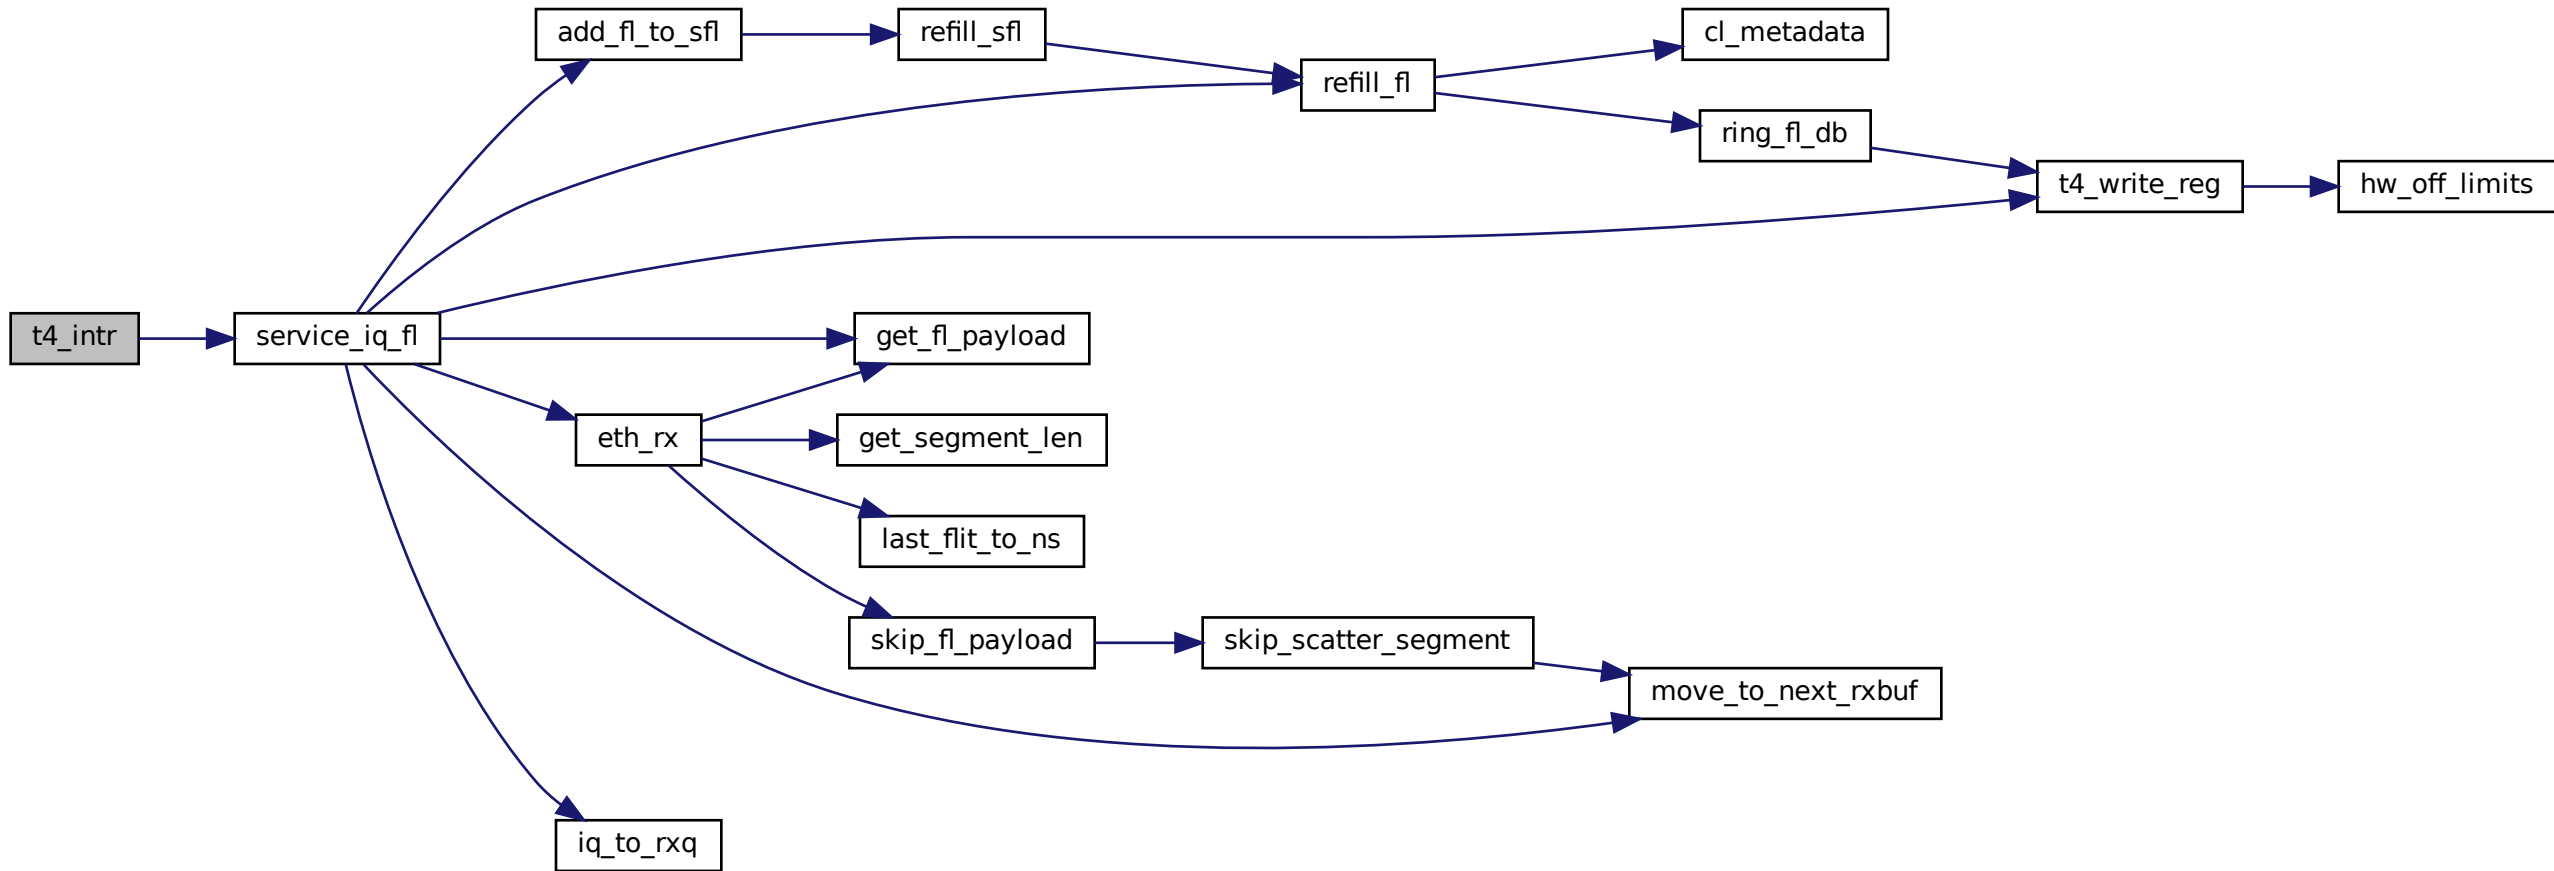 add_fl_to_sfl
refill_sfl
cl_metadata
refill_fl
ring_fl_db
t4_write_reg
hw_off_limits
t4_intr
service_iq_fl
get_fl_payload
eth_rx
get_segment_len
last_flit_to_ns
skip_fl_payload
skip_scatter_segment
move_to_next_rxbuf
iq_to_rxq